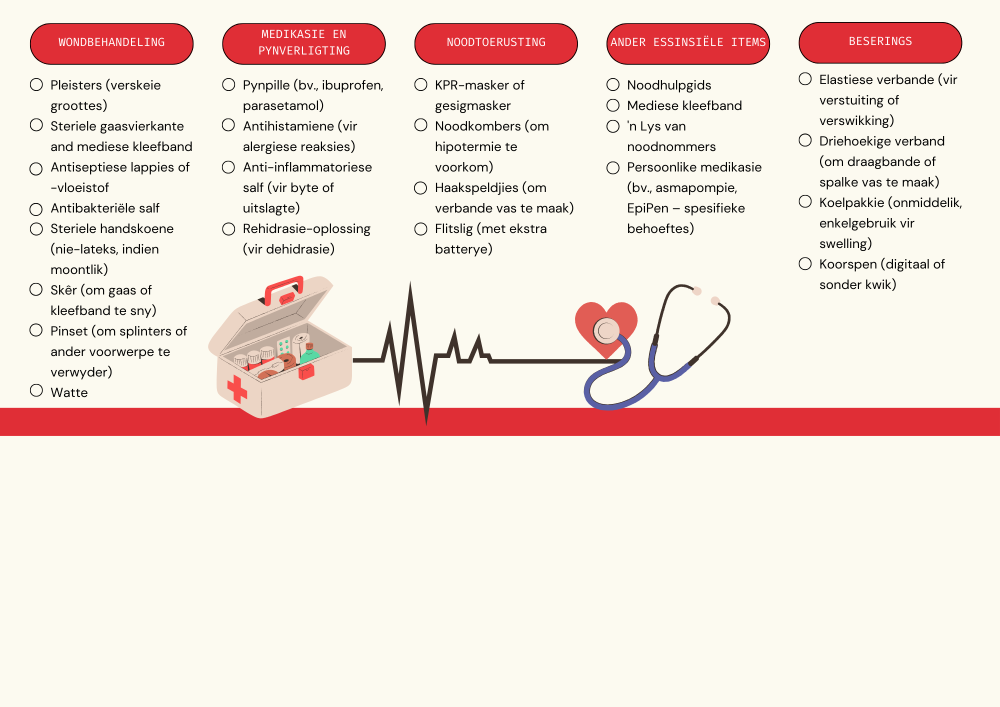 WONDBEHANDELING
Pleisters (verskeie
groottes)
Steriele gaasvierkante
and mediese kleefband
Antiseptiese lappies of
-vloeistof
Antibakteriële salf
Steriele handskoene
(nie-lateks, indien
moontlik)
Skêr (om gaas of
kleefband te sny)
Pinset (om splinters of
ander voorwerpe te
verwyder)
Watte
MEDIKASIE EN
PYNVERLIGTING
Pynpille (bv., ibuprofen,
parasetamol)
Antihistamiene (vir
alergiese reaksies)
Anti-inflammatoriese
salf (vir byte of
uitslagte)
Rehidrasie-oplossing
(vir dehidrasie)
NOODTOERUSTING
KPR-masker of
gesigmasker
Noodkombers (om
hipotermie te
voorkom)
Haakspeldjies (om
verbande vas te maak)
Flitslig (met ekstra
batterye)
ANDER ESSINSIËLE ITEMS
Noodhulpgids
Mediese kleefband
'n Lys van
noodnommers
Persoonlike medikasie
(bv., asmapompie,
EpiPen – spesifieke
behoeftes)
BESERINGS
Elastiese verbande (vir
verstuiting of
verswikking)
Driehoekige verband
(om draagbande of
spalke vas te maak)
Koelpakkie (onmiddelik,
enkelgebruik vir
swelling)
Koorspen (digitaal of
sonder kwik)